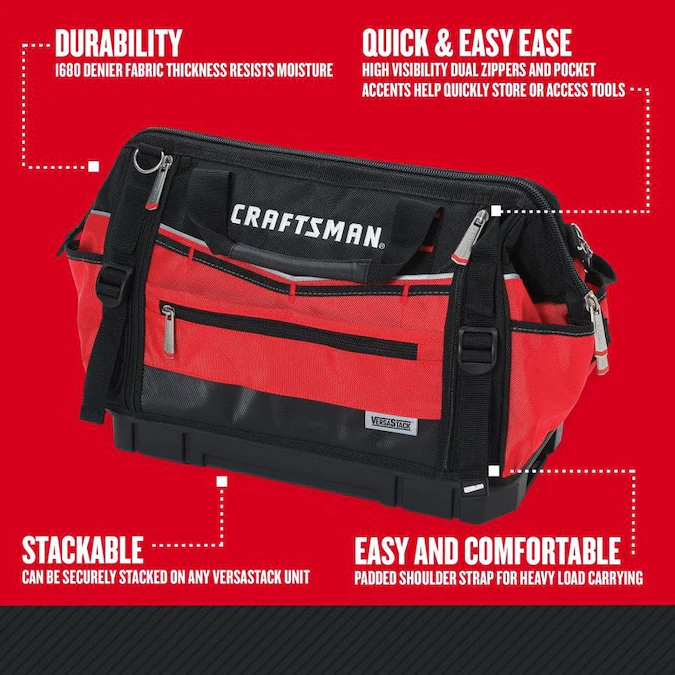 DURABILITY
1680 DENIER FABRIC THICKNESS RESISTS MOISTURE
QUICK & EASY EASE
HIGH VISIBILITY DUAL ZIPPERS AND POCKET
ACCENTS HELP QUICKLY STORE OR ACCESS TOOLS
CRAFTSMAN®
VERSASTACK
STACKABLE
CAN BE SECURELY STACKED ON ANY VERSASTACK UNIT
EASY AND COMFORTABLE
PADDED SHOULDER STRAP FOR HEAVY LOAD CARRYING